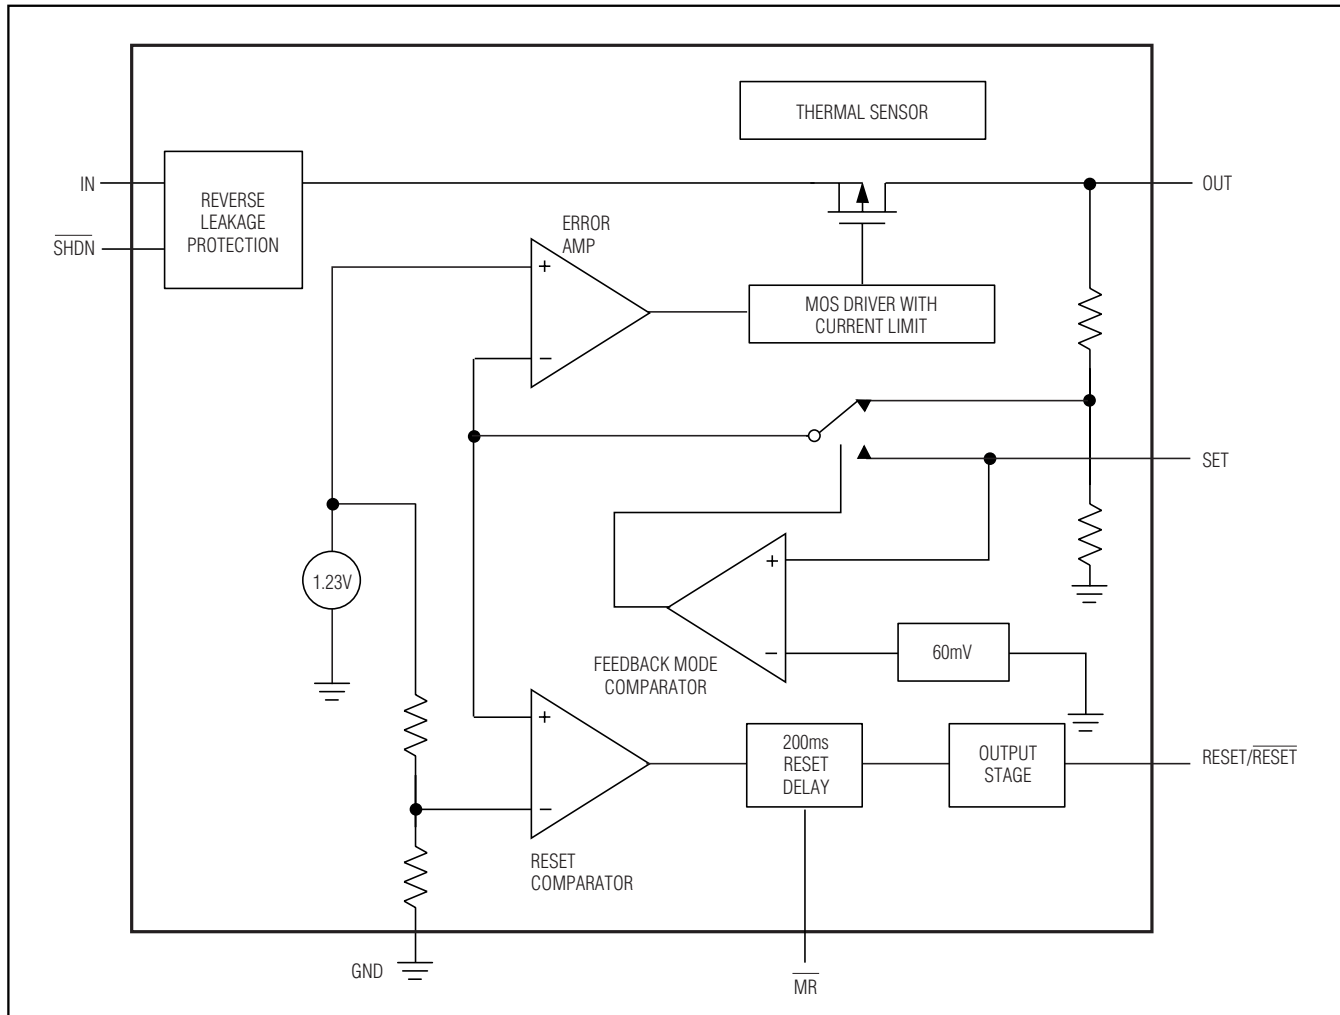 THERMAL SENSOR
IN
SHDN
REVERSE
LEAKAGE
PROTECTION
OUT
ERROR
AMP
+
−
MOS DRIVER WITH
CURRENT LIMIT
SET
1.23V
+
−
60mV
FEEDBACK MODE
COMPARATOR
+
−
200ms
RESET
DELAY
OUTPUT
STAGE
RESET/RESET
RESET
COMPARATOR
GND
MR